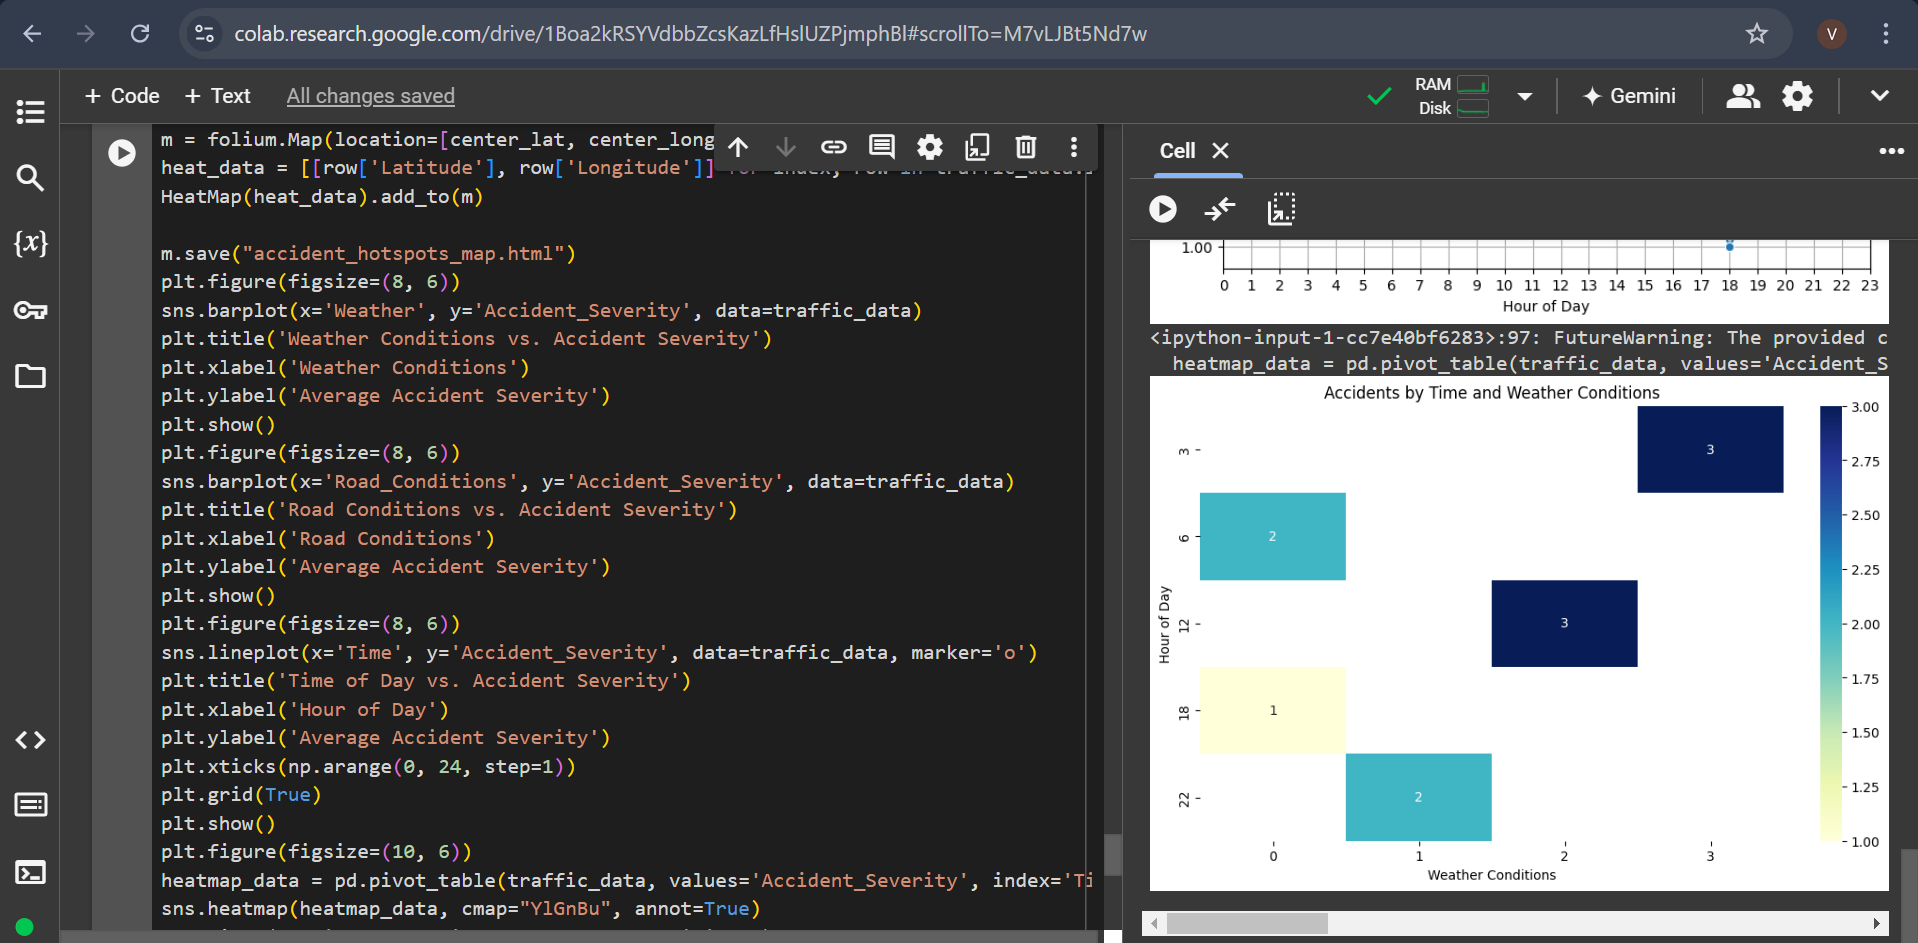 colab.research.google.com/drive/1Boa2kRSYVdbbZcsKazLfHslUZPjmphBl#scrollTo=M7vLJBt5Nd7w
V
+ Code + Text All changes saved
RAM
Disk
Gemini
{x}
m = folium.Map(location=[center_lat, center_long
heat_data = [[row['Latitude'], row['Longitude']]
HeatMap(heat_data).add_to(m)
m.save("accident_hotspots_map.html")
plt.figure(figsize=(8, 6))
sns.barplot(x='Weather', y='Accident_Severity', data=traffic_data)
plt.title('Weather Conditions vs. Accident Severity')
plt.xlabel('Weather Conditions')
plt.ylabel('Average Accident Severity')
plt.show()
plt.figure(figsize=(8, 6))
sns.barplot(x='Road_Conditions', y='Accident_Severity', data=traffic_data)
plt.title('Road Conditions vs. Accident Severity')
plt.xlabel('Road Conditions')
plt.ylabel('Average Accident Severity')
plt.show()
plt.figure(figsize=(8, 6))
sns.lineplot(x='Time', y='Accident_Severity', data=traffic_data, marker='o')
plt.title('Time of Day vs. Accident Severity')
plt.xlabel('Hour of Day')
plt.ylabel('Average Accident Severity')
plt.xticks(np.arange(0, 24, step=1))
plt.grid(True)
plt.show()
plt.figure(figsize=(10, 6))
heatmap_data = pd.pivot_table(traffic_data, values='Accident_Severity', index='Ti
sns.heatmap(heatmap_data, cmap="YlGnBu", annot=True)
Cell
1.00
0 1 2 3 4 5 6 7 8 9 10 11 12 13 14 15 16 17 18 19 20 21 22 23
Hour of Day
<ipython-input-1-cc7e40bf6283>:97: FutureWarning: The provided c
heatmap_data = pd.pivot_table(traffic_data, values='Accident_S
Accidents by Time and Weather Conditions
Hour of Day
3
6
12
18
22
3
2
3
1
2
0 1 2 3
Weather Conditions
3.00
2.75
2.50
2.25
2.00
1.75
1.50
1.25
1.00